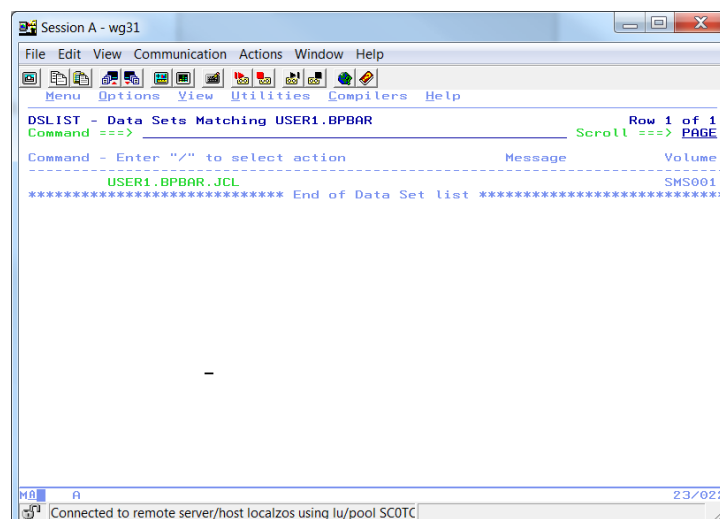 Session A - wg31
File Edit View Communication Actions Window Help
Menu Options View Utilities Compilers Help
DSLIST - Data Sets Matching USER1.BPBAR Row 1 of 1
Command ===> Scroll ===> PAGE
Command - Enter "/" to select action Message Volume
-------------------------------------------------------------------------------
USER1.BPBAR.JCL SMS001
***************************** End of Data Set list ****************************
MA A 23/022
Connected to remote server/host localzos using lu/pool SC0TC